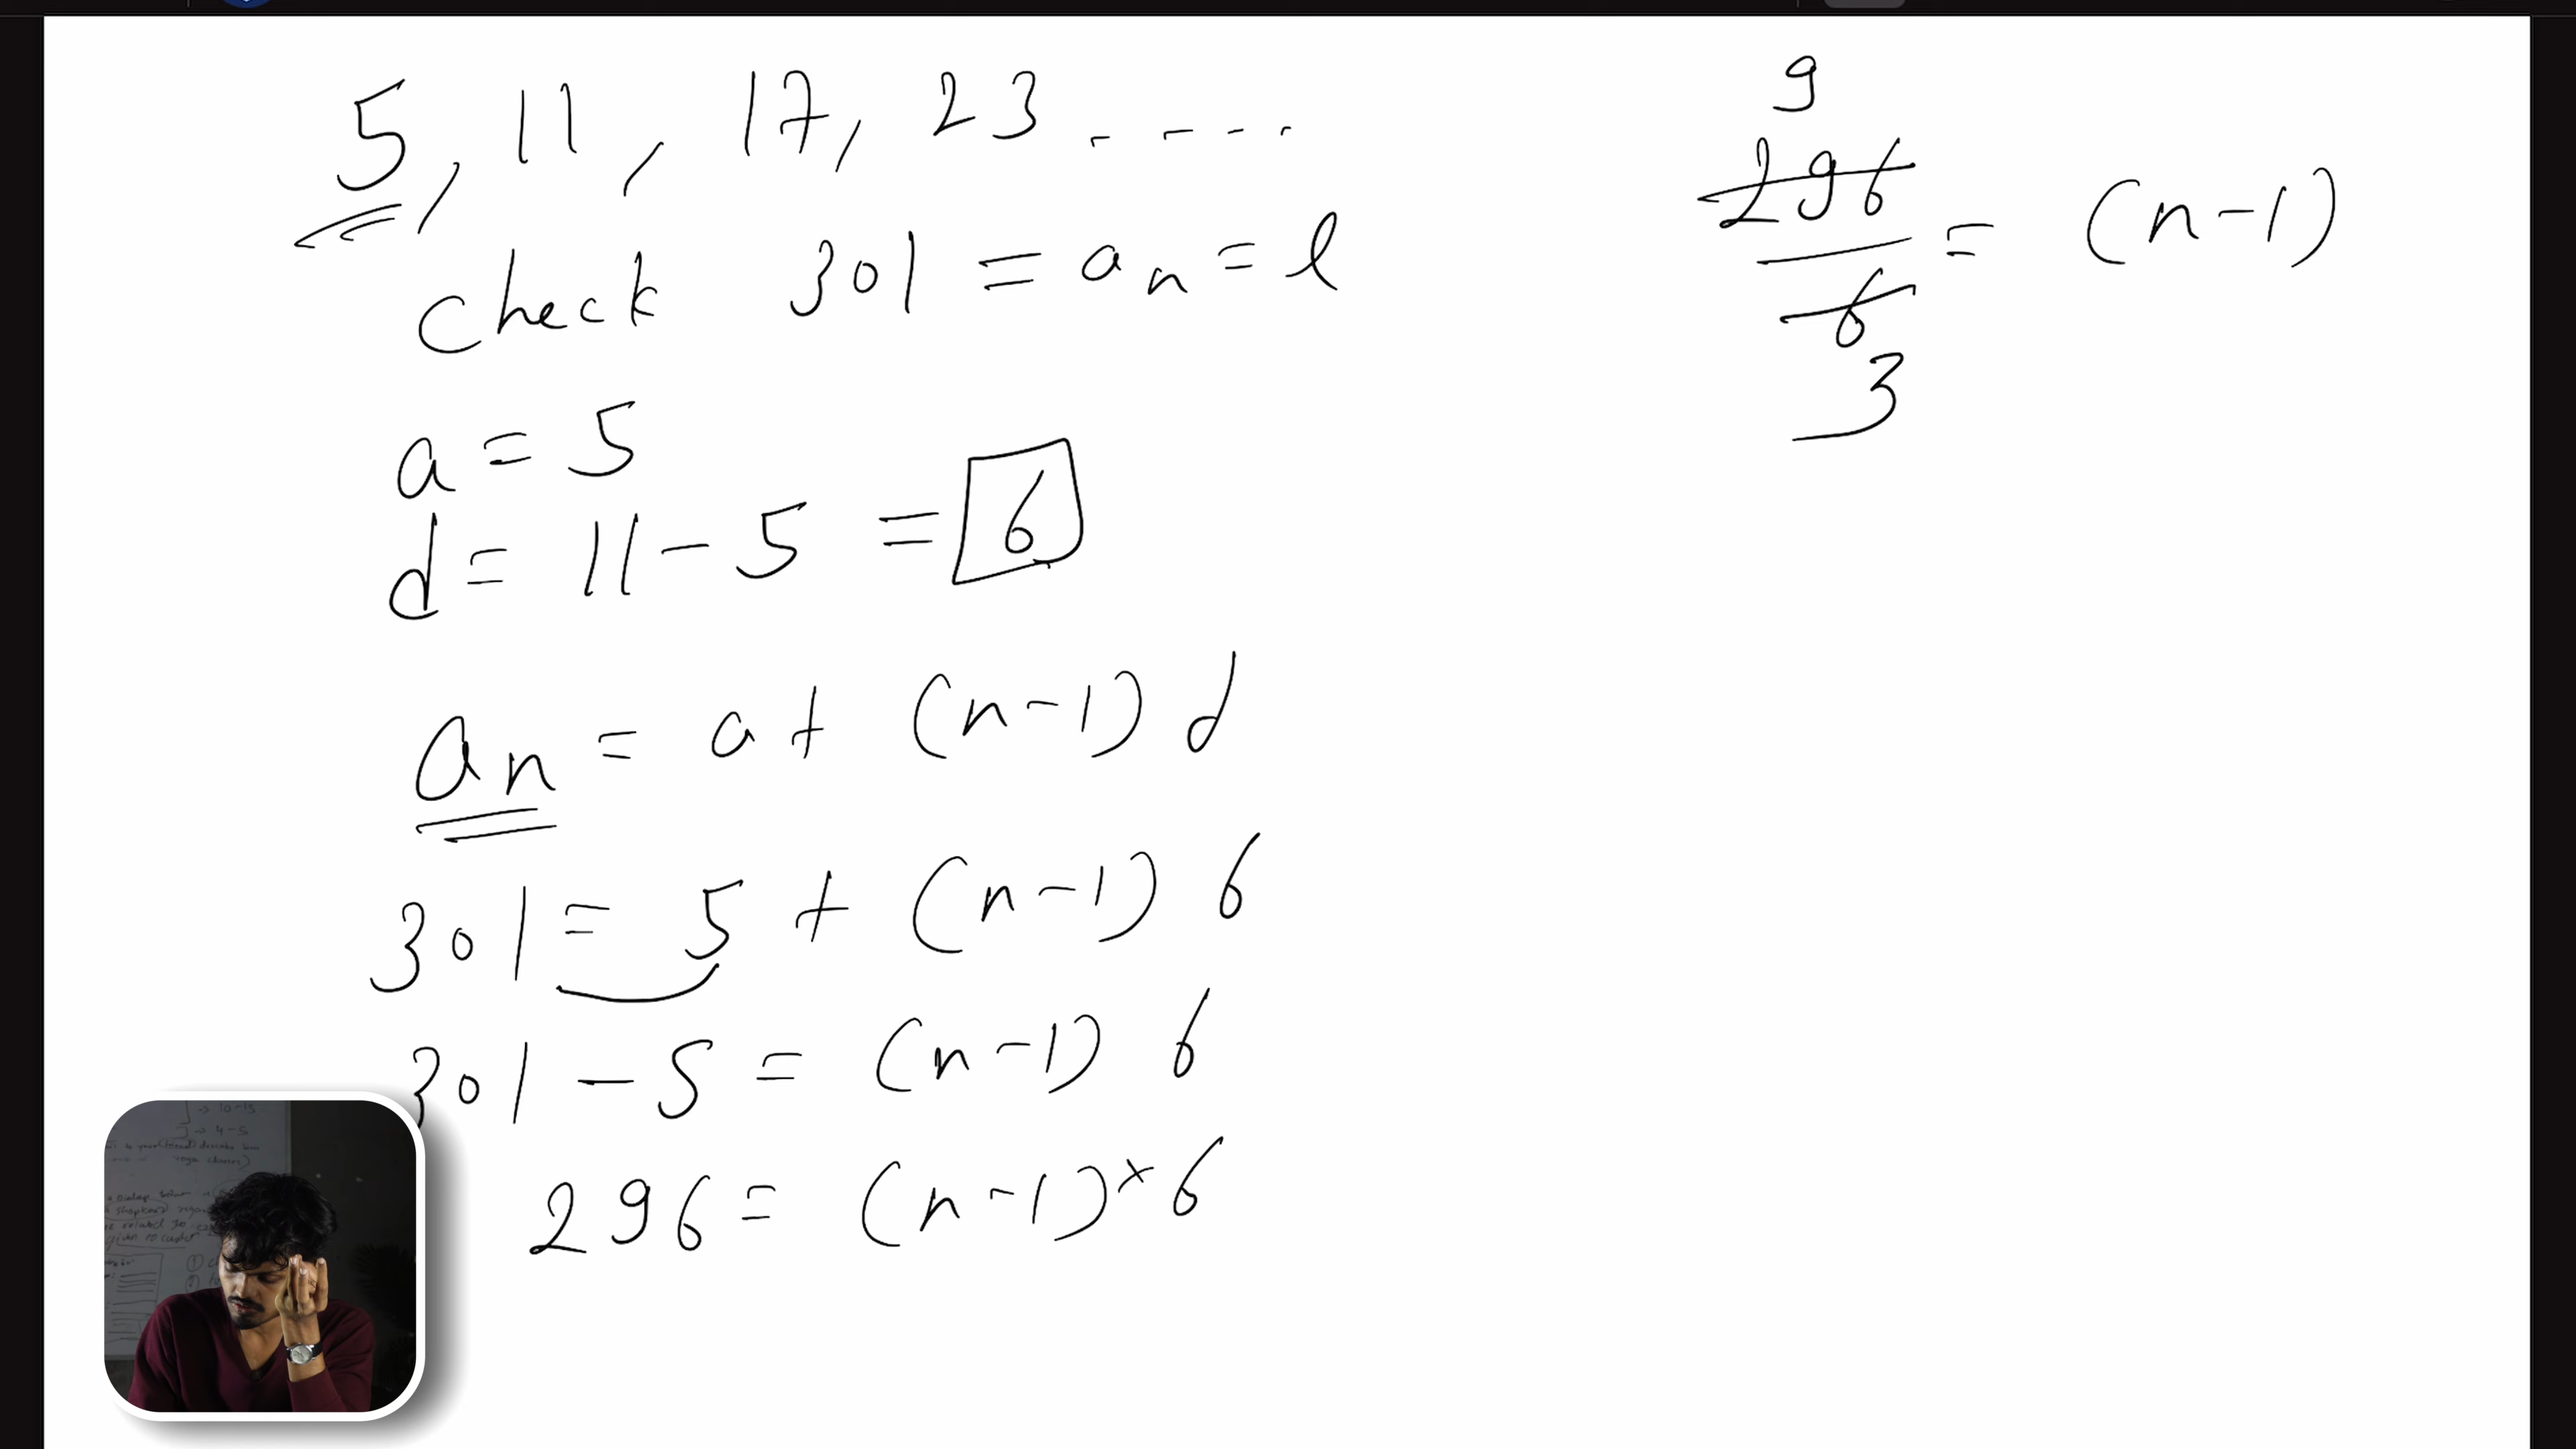 5, 11, 17, 23 . - - - .
check 301 = an = l
a = 5
d = 11 - 5 = 6
an = a + (n-1) d
301 = 5 + (n-1) 6
301 - 5 = (n-1) 6
296 = (n-1) × 6
9
296 = (n-1)
6
3